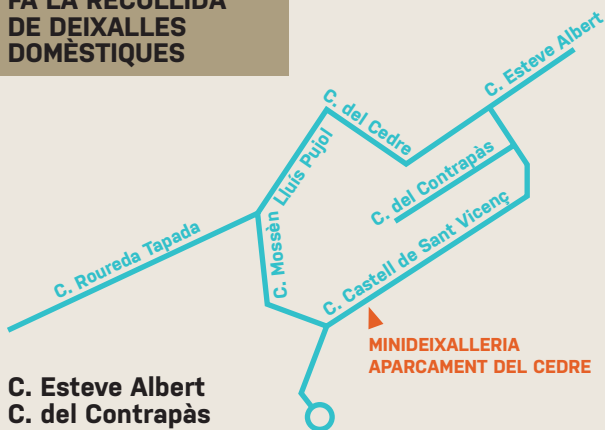 FA LA RECOLLIDA
DE DEIXALLES
DOMÈSTIQUES
C. Esteve Albert
C. del Cedre
C. Mossèn Lluís Pujol
C. del Contrapàs
C. Roureda Tapada
C. Castell de Sant Vicenç
MINIDEIXALLERIA
APARCAMENT DEL CEDRE
C. Esteve Albert
C. del Contrapàs